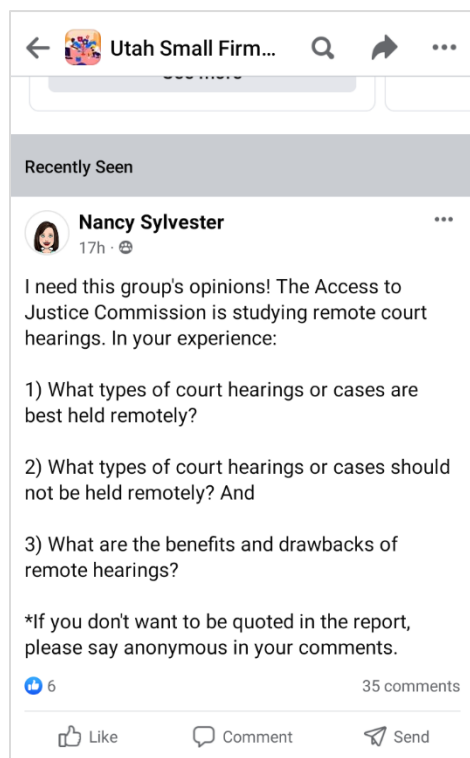 Utah Small Firm...
Recently Seen
Nancy Sylvester
17h ·
I need this group's opinions! The Access to
Justice Commission is studying remote court
hearings. In your experience:
1) What types of court hearings or cases are
best held remotely?
2) What types of court hearings or cases should
not be held remotely? And
3) What are the benefits and drawbacks of
remote hearings?
*If you don't want to be quoted in the report,
please say anonymous in your comments.
6 35 comments
Like Comment Send